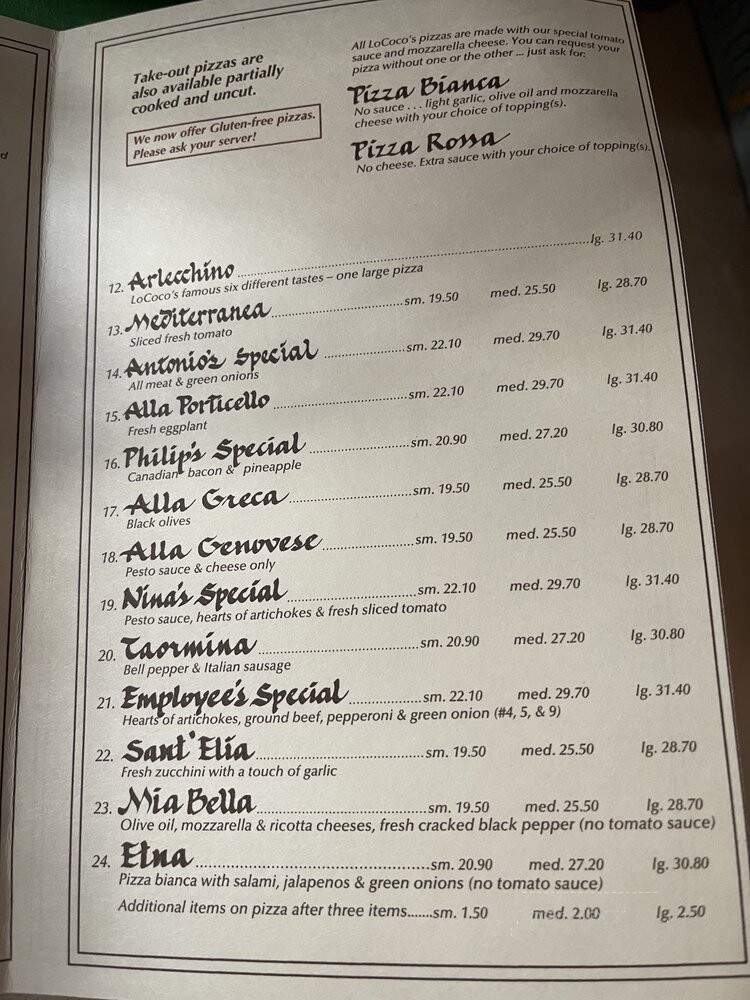 Take-out pizzas are
also available partially
cooked and uncut.
We now offer Gluten-free pizzas.
Please ask your server!
All LoCoco's pizzas are made with our special tomato
sauce and mozzarella cheese. You can request your
pizza without one or the other ... just ask for:
Pizza Bianca
No sauce . . . light garlic, olive oil and mozzarella
cheese with your choice of topping(s).
Pizza Rossa
No cheese. Extra sauce with your choice of topping(s).
12. Arlecchino ........ lg. 31.40
LoCoco's famous six different tastes – one large pizza
13. Mediterranea ........ sm. 19.50 med. 25.50 lg. 28.70
Sliced fresh tomato
14. Antonio's Special ........ sm. 22.10 med. 29.70 lg. 31.40
All meat & green onions
15. Alla Porticello ........ sm. 22.10 med. 29.70 lg. 31.40
Fresh eggplant
16. Philip's Special ........ sm. 20.90 med. 27.20 lg. 30.80
Canadian bacon & pineapple
17. Alla Greca ........ sm. 19.50 med. 25.50 lg. 28.70
Black olives
18. Alla Genovese ........ sm. 19.50 med. 25.50 lg. 28.70
Pesto sauce & cheese only
19. Nina's Special ........ sm. 22.10 med. 29.70 lg. 31.40
Pesto sauce, hearts of artichokes & fresh sliced tomato
20. Taormina ........ sm. 20.90 med. 27.20 lg. 30.80
Bell pepper & Italian sausage
21. Employee's Special ........ sm. 22.10 med. 29.70 lg. 31.40
Hearts of artichokes, ground beef, pepperoni & green onion (#4, 5, & 9)
22. Sant'Elia ........ sm. 19.50 med. 25.50 lg. 28.70
Fresh zucchini with a touch of garlic
23. Mia Bella ........ sm. 19.50 med. 25.50 lg. 28.70
Olive oil, mozzarella & ricotta cheeses, fresh cracked black pepper (no tomato sauce)
24. Etna ........ sm. 20.90 med. 27.20 lg. 30.80
Pizza bianca with salami, jalapenos & green onions (no tomato sauce)
Additional items on pizza after three items.......sm. 1.50 med. 2.00 lg. 2.50